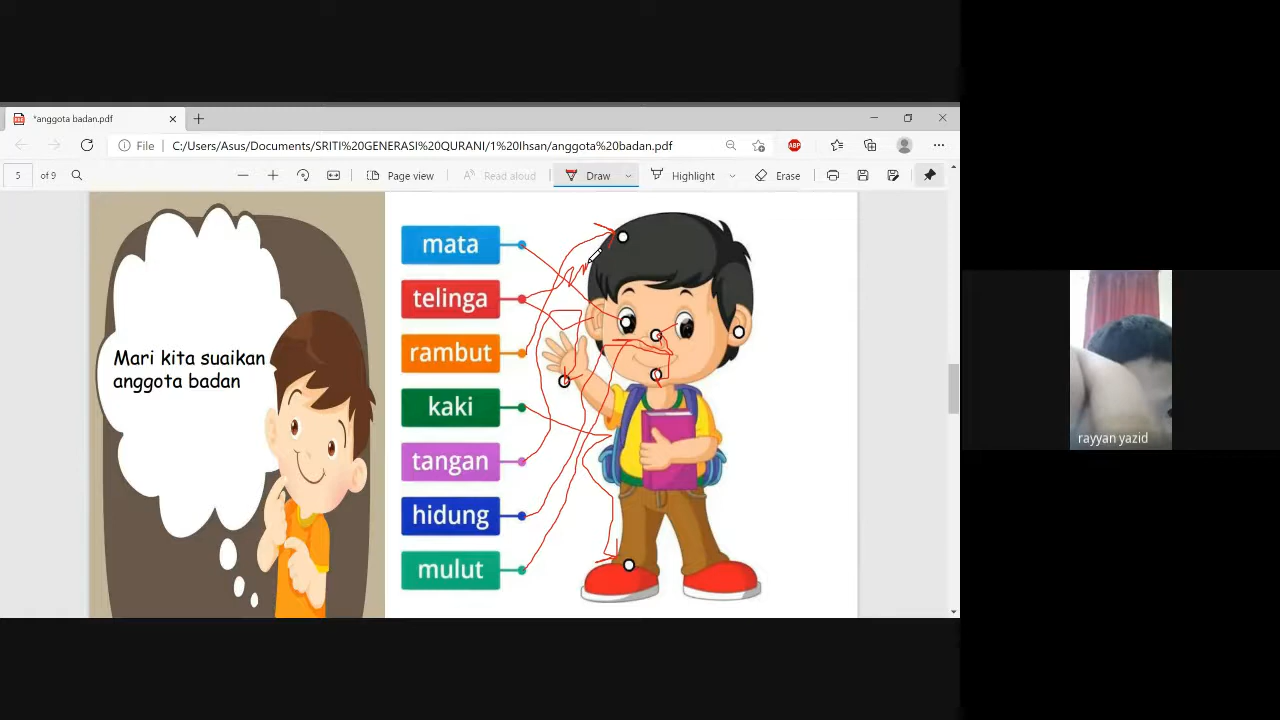 *anggota badan.pdf
File
C:/Users/Asus/Documents/SRITI%20GENERASI%20QURANI/1%20Ihsan/anggota%20badan.pdf
ABP
5 of 9
Page view
Read aloud
Draw
Highlight
Erase
Mari kita suaikan
anggota badan
mata
telinga
rambut
kaki
tangan
hidung
mulut
rayyan yazid